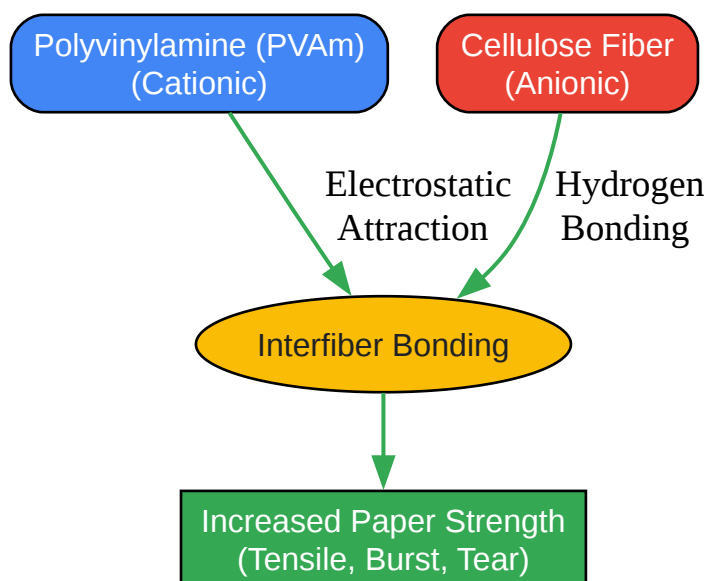 Polyvinylamine (PVAm)
(Cationic)
Cellulose Fiber
(Anionic)
Electrostatic
Attraction
Hydrogen
Bonding
Interfiber Bonding
Increased Paper Strength
(Tensile, Burst, Tear)